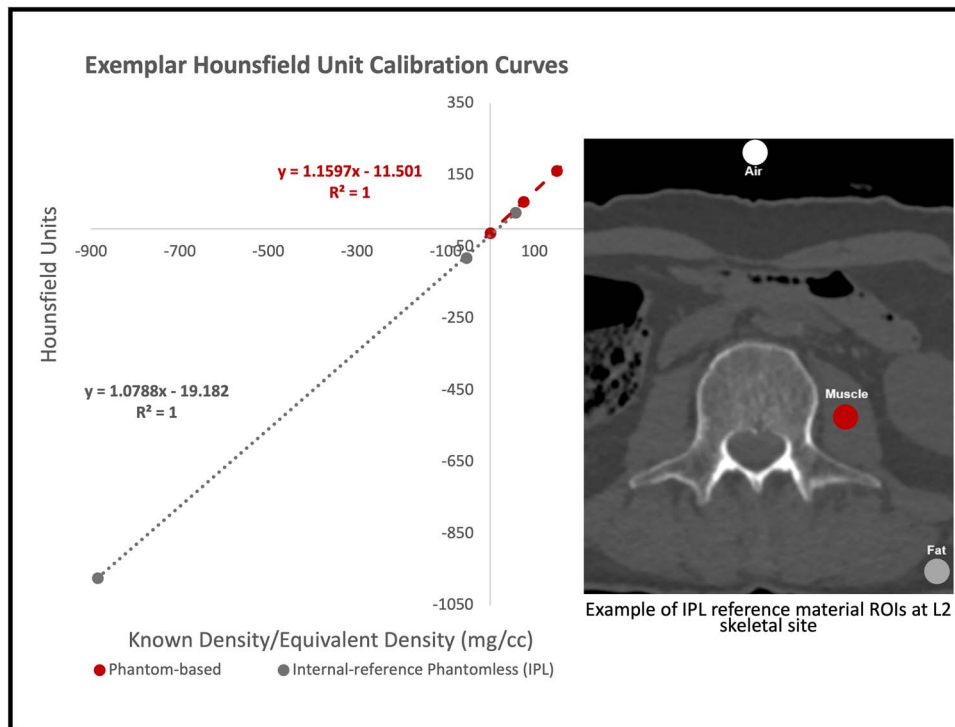 Exemplar Hounsfield Unit Calibration Curves
350
y = 1.1597x - 11.501
R² = 1
150
Air
-900
-700
-500
-300
-100
-50
100
Hounsfield Units
-250
y = 1.0788x - 19.182
R² = 1
-450
Muscle
-650
-850
Fat
-1050
Example of IPL reference material ROIs at L2
skeletal site
Known Density/Equivalent Density (mg/cc)
Phantom-based
Internal-reference Phantomless (IPL)